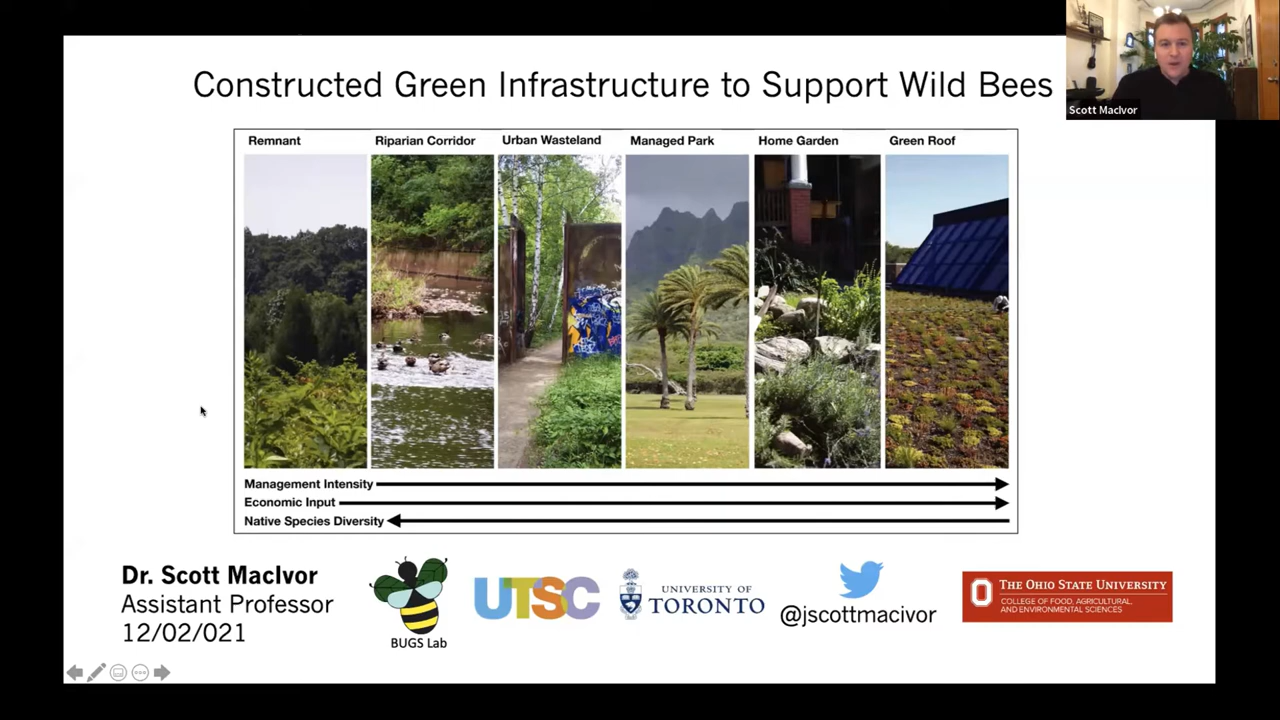 Constructed Green Infrastructure to Support Wild Bees
Scott MacIvor
Remnant
Riparian Corridor
Urban Wasteland
Managed Park
Home Garden
Green Roof
Management Intensity
Economic Input
Native Species Diversity
Dr. Scott MacIvor
Assistant Professor
12/02/021
BUGS Lab
UTSC
UNIVERSITY OF
TORONTO
@jscottmacivor
THE OHIO STATE UNIVERSITY
COLLEGE OF FOOD, AGRICULTURAL,
AND ENVIRONMENTAL SCIENCES